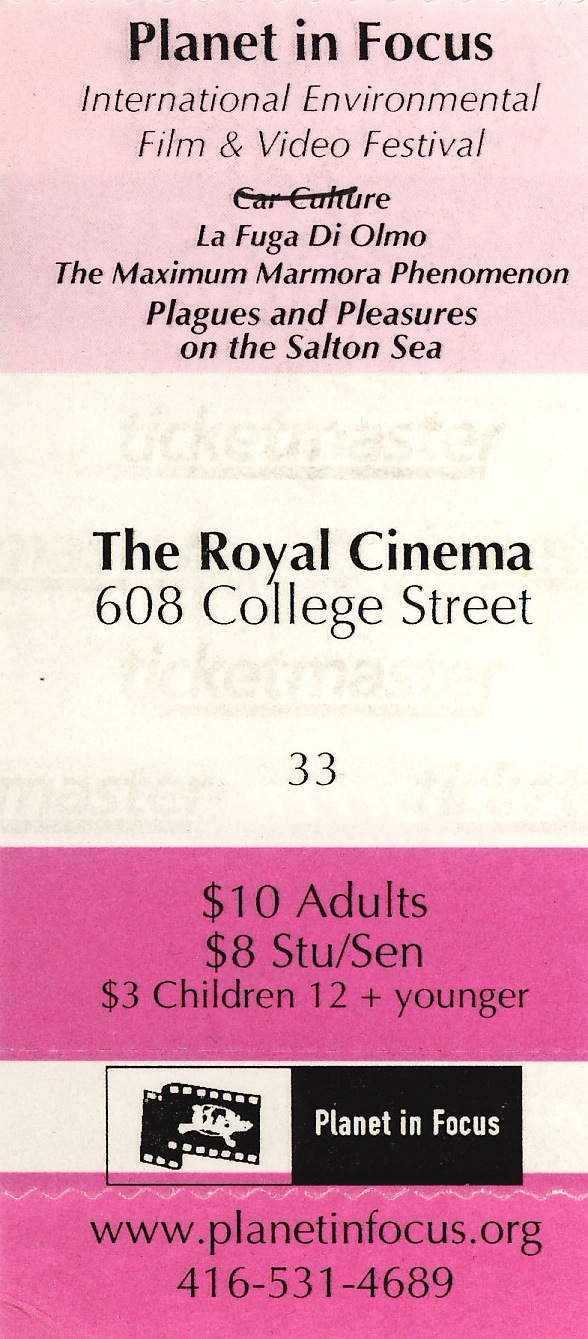 Planet in Focus
International Environmental
Film & Video Festival
Car Culture
La Fuga Di Olmo
The Maximum Marmora Phenomenon
Plagues and Pleasures
on the Salton Sea
ticketmaster
The Royal Cinema
608 College Street
ticketmaster
33
master
ticket
$10 Adults
$8 Stu/Sen
$3 Children 12 + younger
Planet in Focus
www.planetinfocus.org
416-531-4689